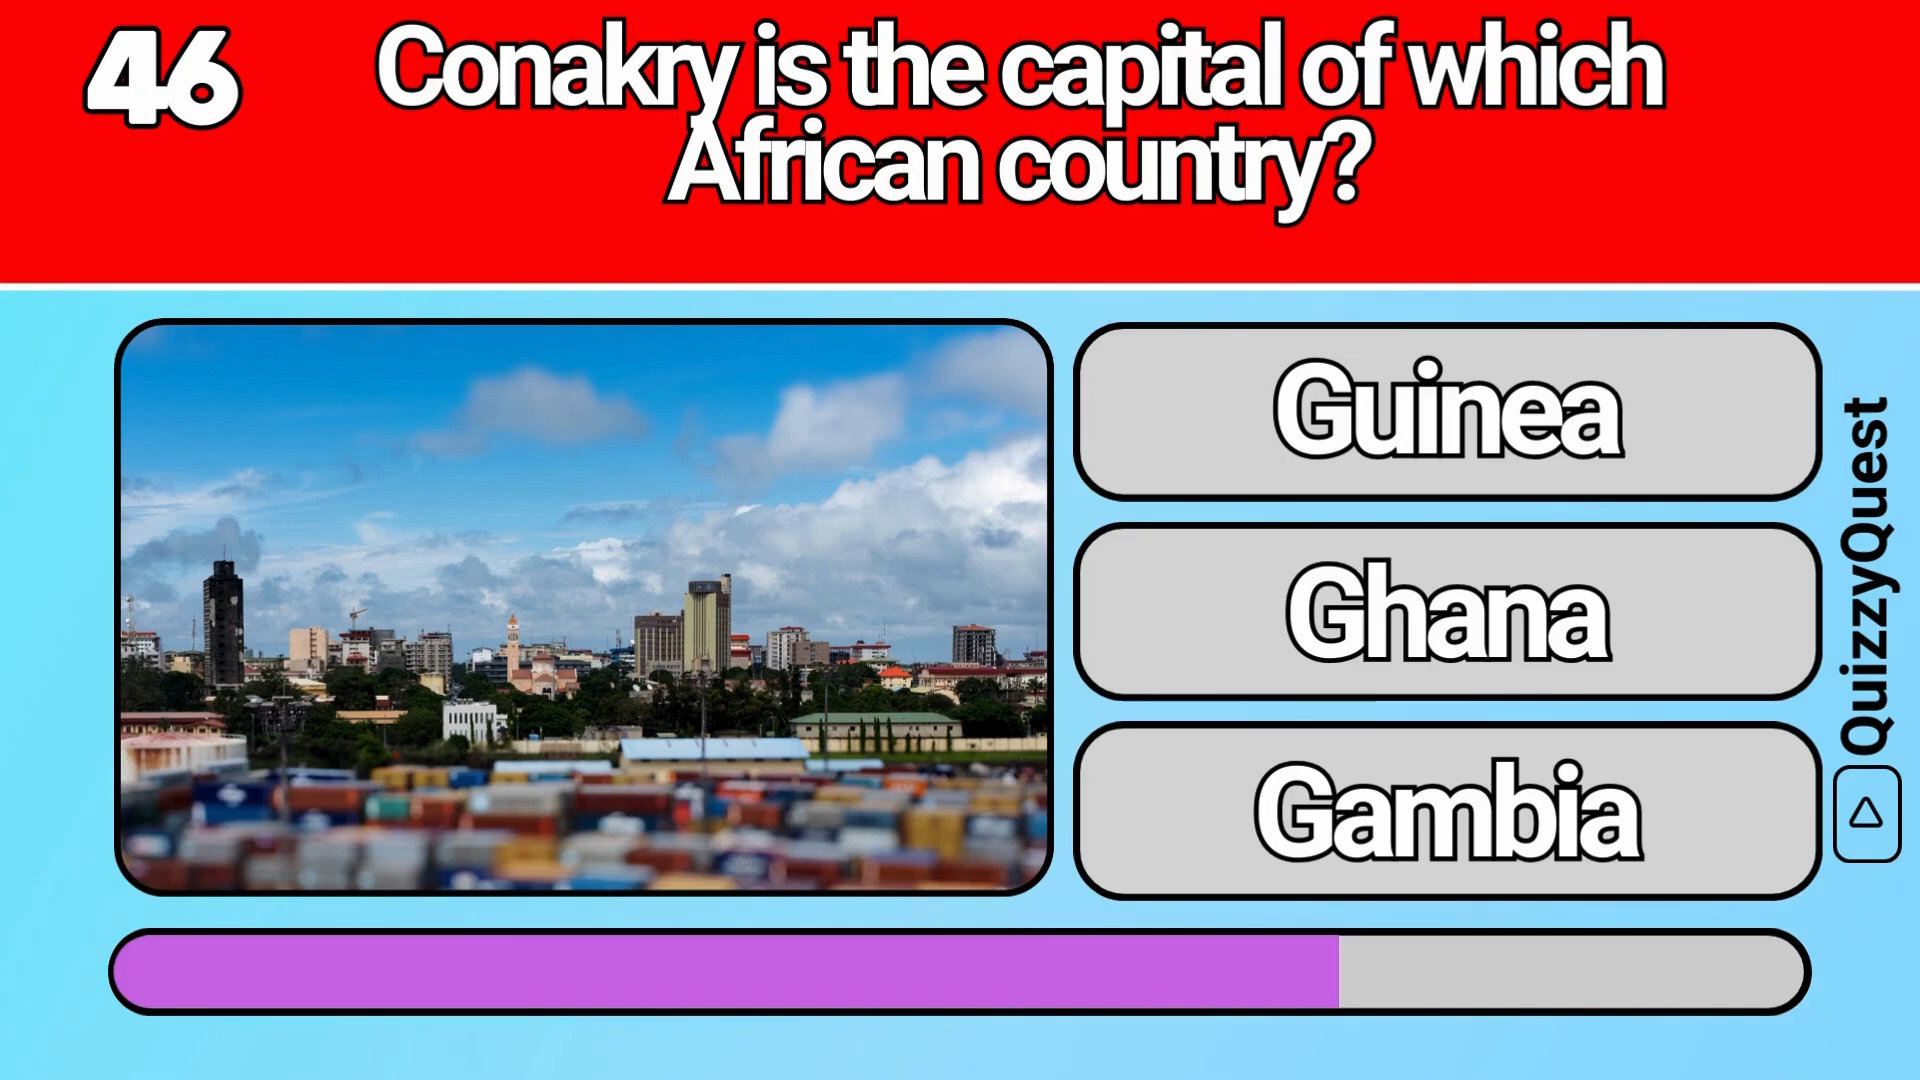 46
Conakry is the capital of which
African country?
Guinea
Ghana
Gambia
QuizzyQuest